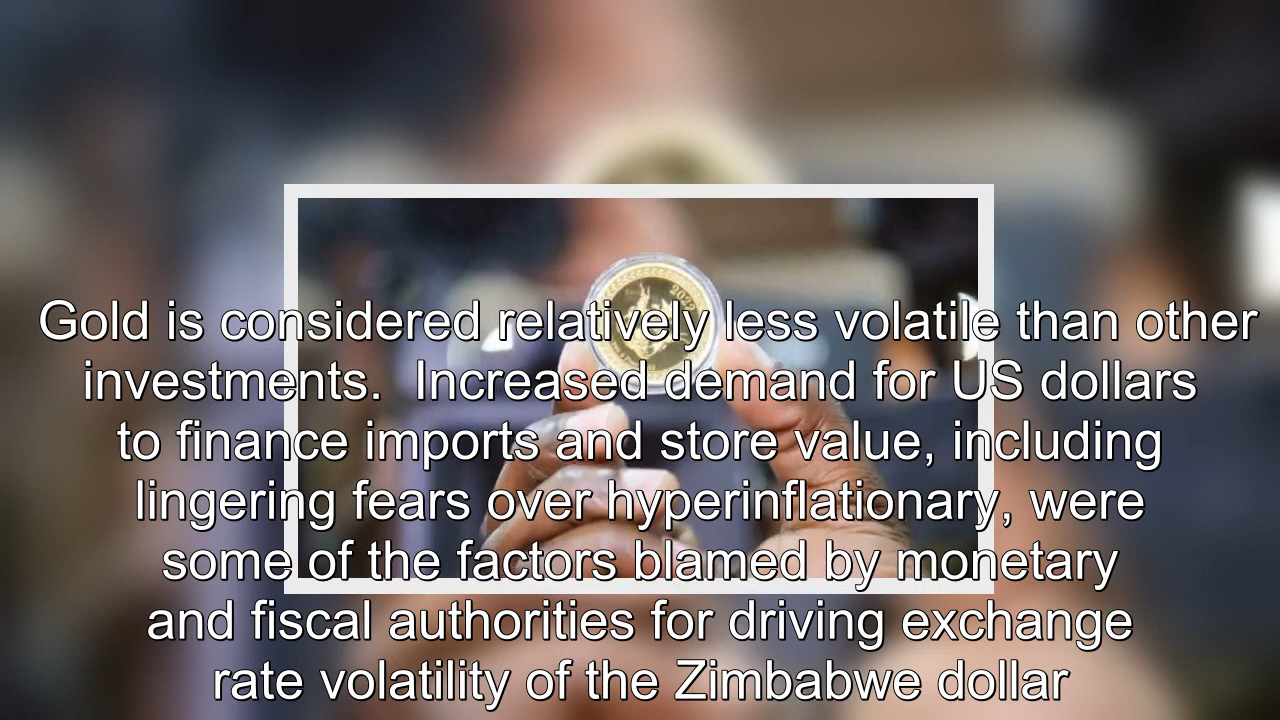 2022
Gold is considered relatively less volatile than other
investments.  Increased demand for US dollars
to finance imports and store value, including
lingering fears over hyperinflationary, were
some of the factors blamed by monetary
and fiscal authorities for driving exchange
rate volatility of the Zimbabwe dollar